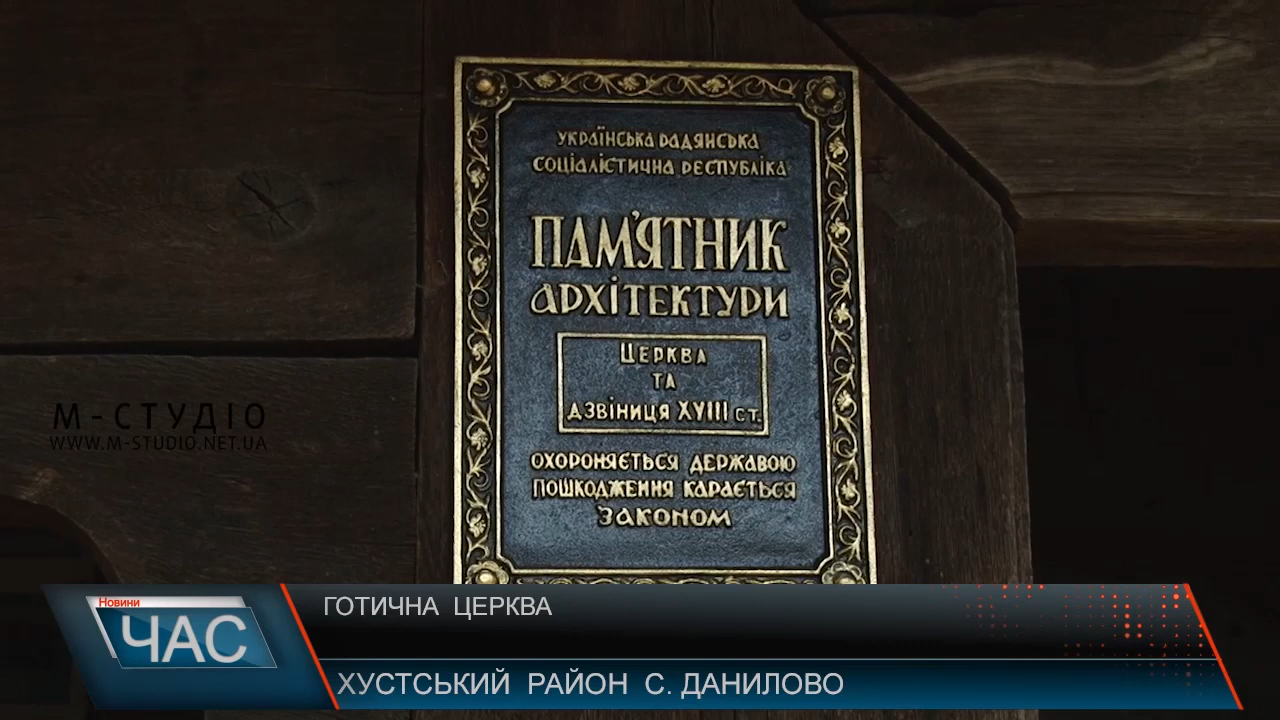 УКРАЇНСЬКА РАДЯНСЬКА
СОЦІАЛІСТИЧНА РЕСПУБЛІКА
ПАМ'ЯТНИК
АРХІТЕКТУРИ
ЦЕРКВА
ТА
ДЗВІНИЦЯ XVIII СТ.
ОХОРОНЯЄТЬСЯ ДЕРЖАВОЮ
ПОШКОДЖЕННЯ КАРАЄТЬСЯ
ЗАКОНОМ
М-СТУДІО
WWW.M-STUDIO.NET.UA
Новини
ЧАС
ГОТИЧНА ЦЕРКВА
ХУСТСЬКИЙ РАЙОН С. ДАНИЛОВО